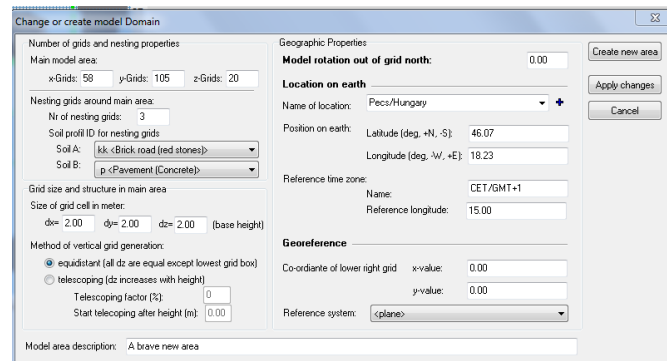 Change or create model Domain
Number of grids and nesting properties
Main model area:
x-Grids: 58 y-Grids: 105 z-Grids: 20
Nesting grids around main area:
Nr of nesting grids: 3
Soil profil ID for nesting grids
Soil A: kk <Brick road (red stones)>
Soil B: p <Pavement (Concrete)>
Grid size and structure in main area
Size of grid cell in meter:
dx= 2.00 dy= 2.00 dz= 2.00 (base height)
Method of vertical grid generation:
equidistant (all dz are equal except lowest grid box)
telescoping (dz increases with height)
Telescoping factor (%): 0
Start telecoping after height (m): 0.00
Geographic Properties
Model rotation out of grid north: 0.00
Location on earth
Name of location: Pecs/Hungary
Position on earth: Latitude (deg, +N, -S): 46.07
Longitude (deg, -W, +E): 18.23
Reference time zone:
Name: CET/GMT+1
Reference longitude: 15.00
Georeference
Co-ordiante of lower right grid x-value: 0.00
y-value: 0.00
Reference system: <plane>
Create new area
Apply changes
Cancel
Model area description: A brave new area